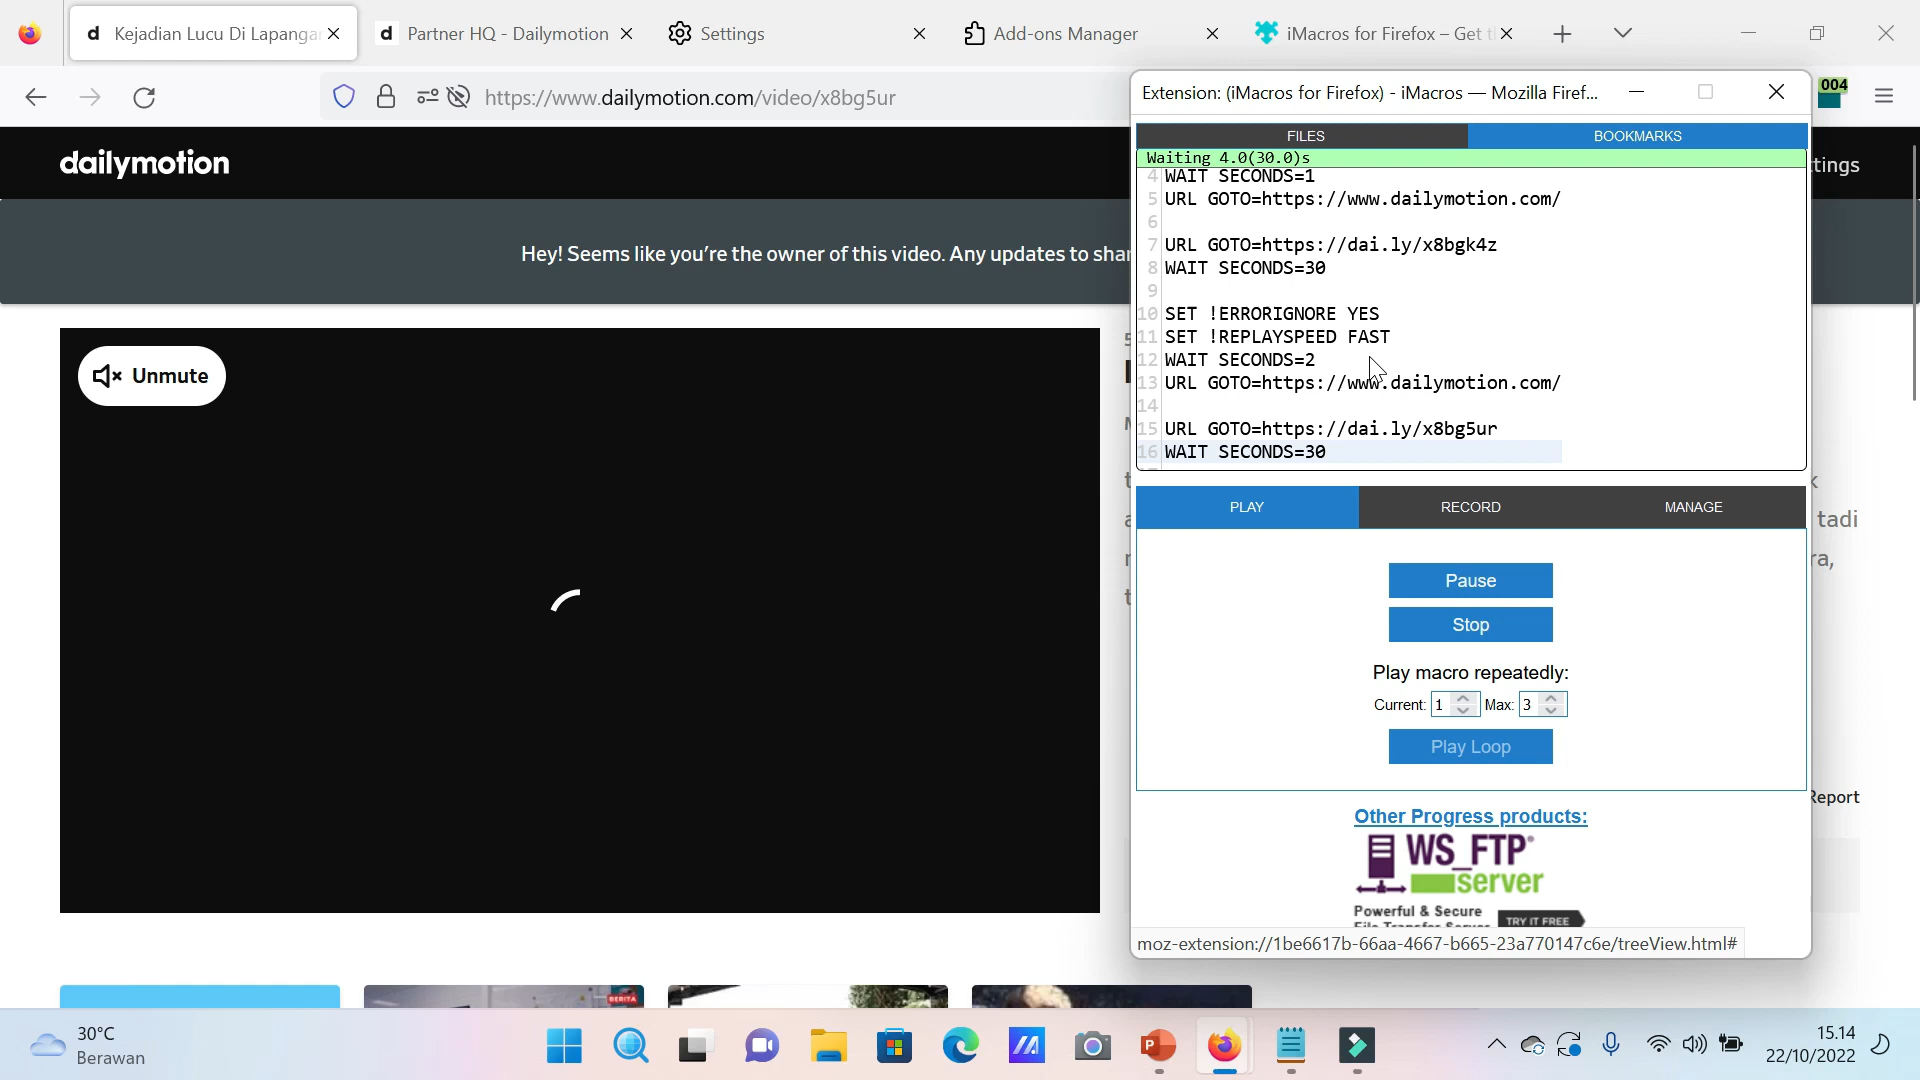 Kejadian Lucu Di Lapanga
Partner HQ - Dailymotion
Settings
Add-ons Manager
iMacros for Firefox – Get t
https://www.dailymotion.com/video/x8bg5ur
004
dailymotion
ttings
Hey! Seems like you're the owner of this video. Any updates to shar
Unmute
Extension: (iMacros for Firefox) - iMacros — Mozilla Firef...
FILES
BOOKMARKS
Waiting 4.0(30.0)s
4 WAIT SECONDS=1
5 URL GOTO=https://www.dailymotion.com/
6
7 URL GOTO=https://dai.ly/x8bgk4z
8 WAIT SECONDS=30
9
10 SET !ERRORIGNORE YES
11 SET !REPLAYSPEED FAST
12 WAIT SECONDS=2
13 URL GOTO=https://www.dailymotion.com/
14
15 URL GOTO=https://dai.ly/x8bg5ur
16 WAIT SECONDS=30
PLAY
RECORD
MANAGE
Pause
Stop
Play macro repeatedly:
Current: 1 Max: 3
Play Loop
Other Progress products:
WS_FTP
server
Powerful & Secure
File Transfer Server
TRY IT FREE
moz-extension://1be6617b-66aa-4667-b665-23a770147c6e/treeView.html#
tadi
ra,
Report
BERITA
30°C
Berawan
15.14
22/10/2022